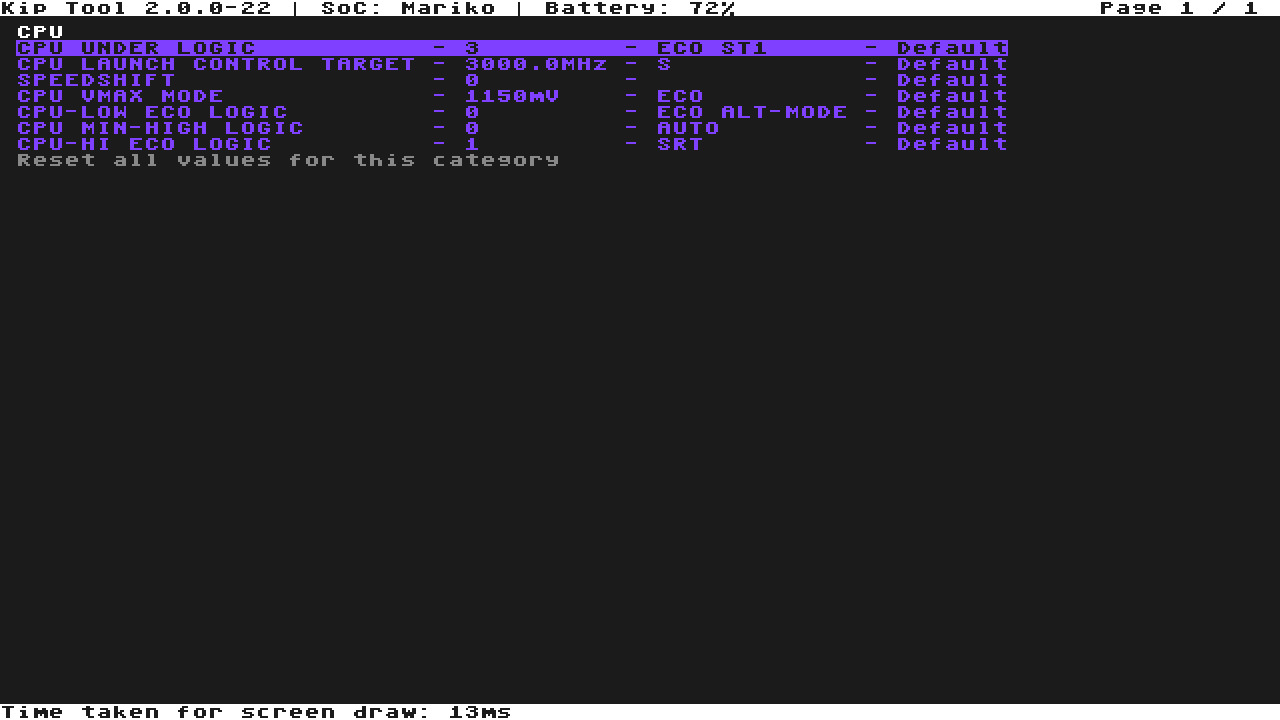 Kip Tool 2.0.0-22 | SoC: Mariko | Battery: 72% Page 1 / 1
CPU
CPU UNDER LOGIC - 3 - ECO ST1 - Default
CPU LAUNCH CONTROL TARGET - 3000.0MHz - S - Default
SPEEDSHIFT - 0 - - Default
CPU VMAX MODE - 1150mV - ECO - Default
CPU-LOW ECO LOGIC - 0 - ECO ALT-MODE - Default
CPU MIN-HIGH LOGIC - 0 - AUTO - Default
CPU-HI ECO LOGIC - 1 - SRT - Default
Reset all values for this category
Time taken for screen draw: 13ms